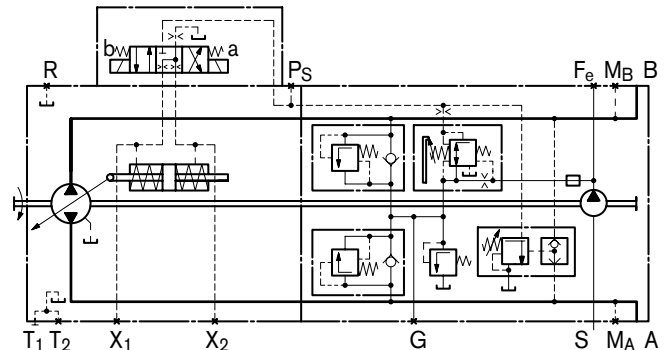 b a
R P_S F_e M_B B
T_1 T_2 X_1 X_2 G S M_A A